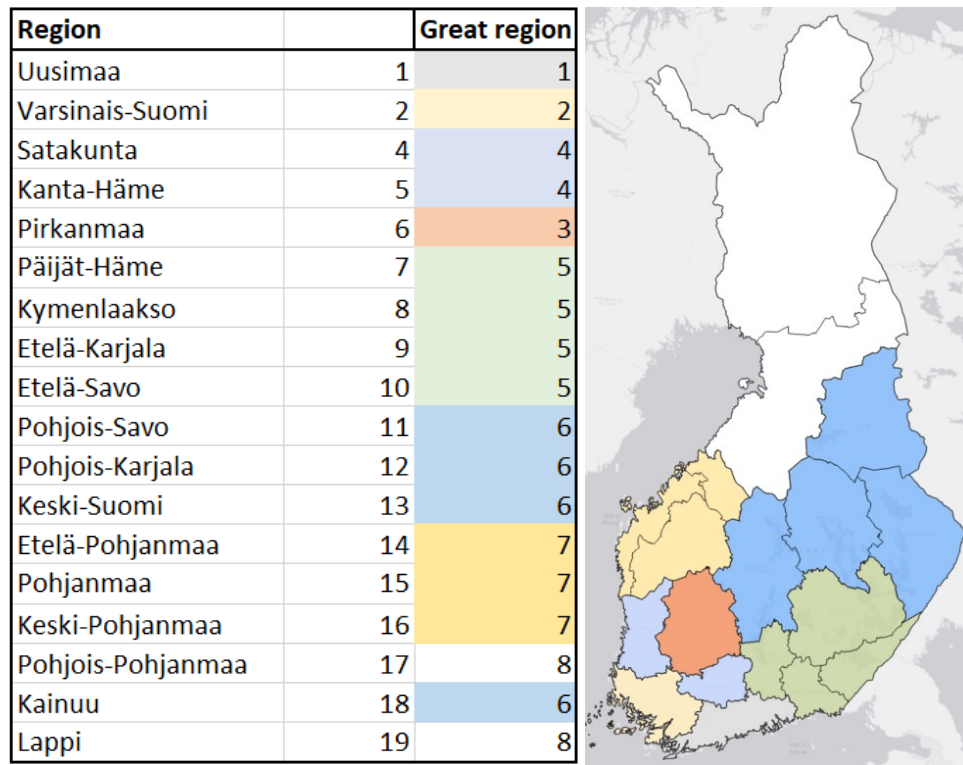 Region Great region
Uusimaa 1 1
Varsinais-Suomi 2 2
Satakunta 4 4
Kanta-Häme 5 4
Pirkanmaa 6 3
Päijät-Häme 7 5
Kymenlaakso 8 5
Etelä-Karjala 9 5
Etelä-Savo 10 5
Pohjois-Savo 11 6
Pohjois-Karjala 12 6
Keski-Suomi 13 6
Etelä-Pohjanmaa 14 7
Pohjanmaa 15 7
Keski-Pohjanmaa 16 7
Pohjois-Pohjanmaa 17 8
Kainuu 18 6
Lappi 19 8